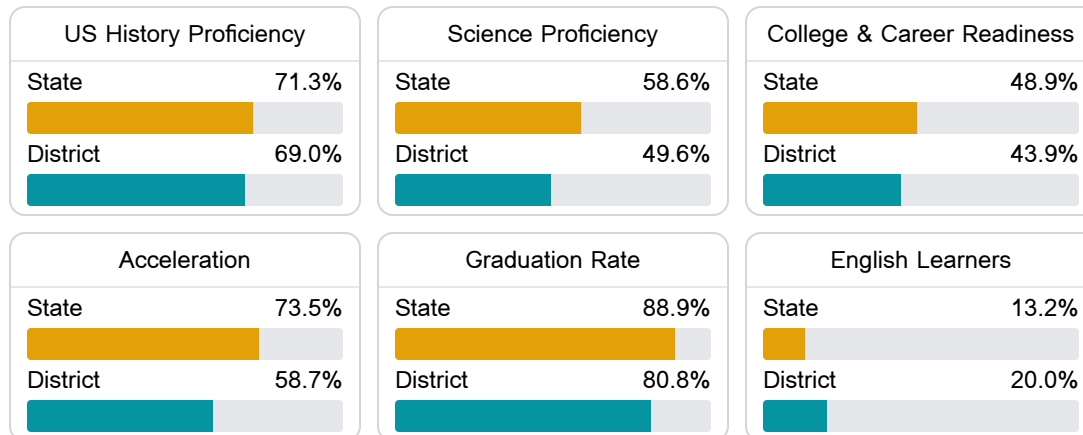 US History Proficiency
State 71.3%
District 69.0%
Science Proficiency
State 58.6%
District 49.6%
College & Career Readiness
State 48.9%
District 43.9%
Acceleration
State 73.5%
District 58.7%
Graduation Rate
State 88.9%
District 80.8%
English Learners
State 13.2%
District 20.0%